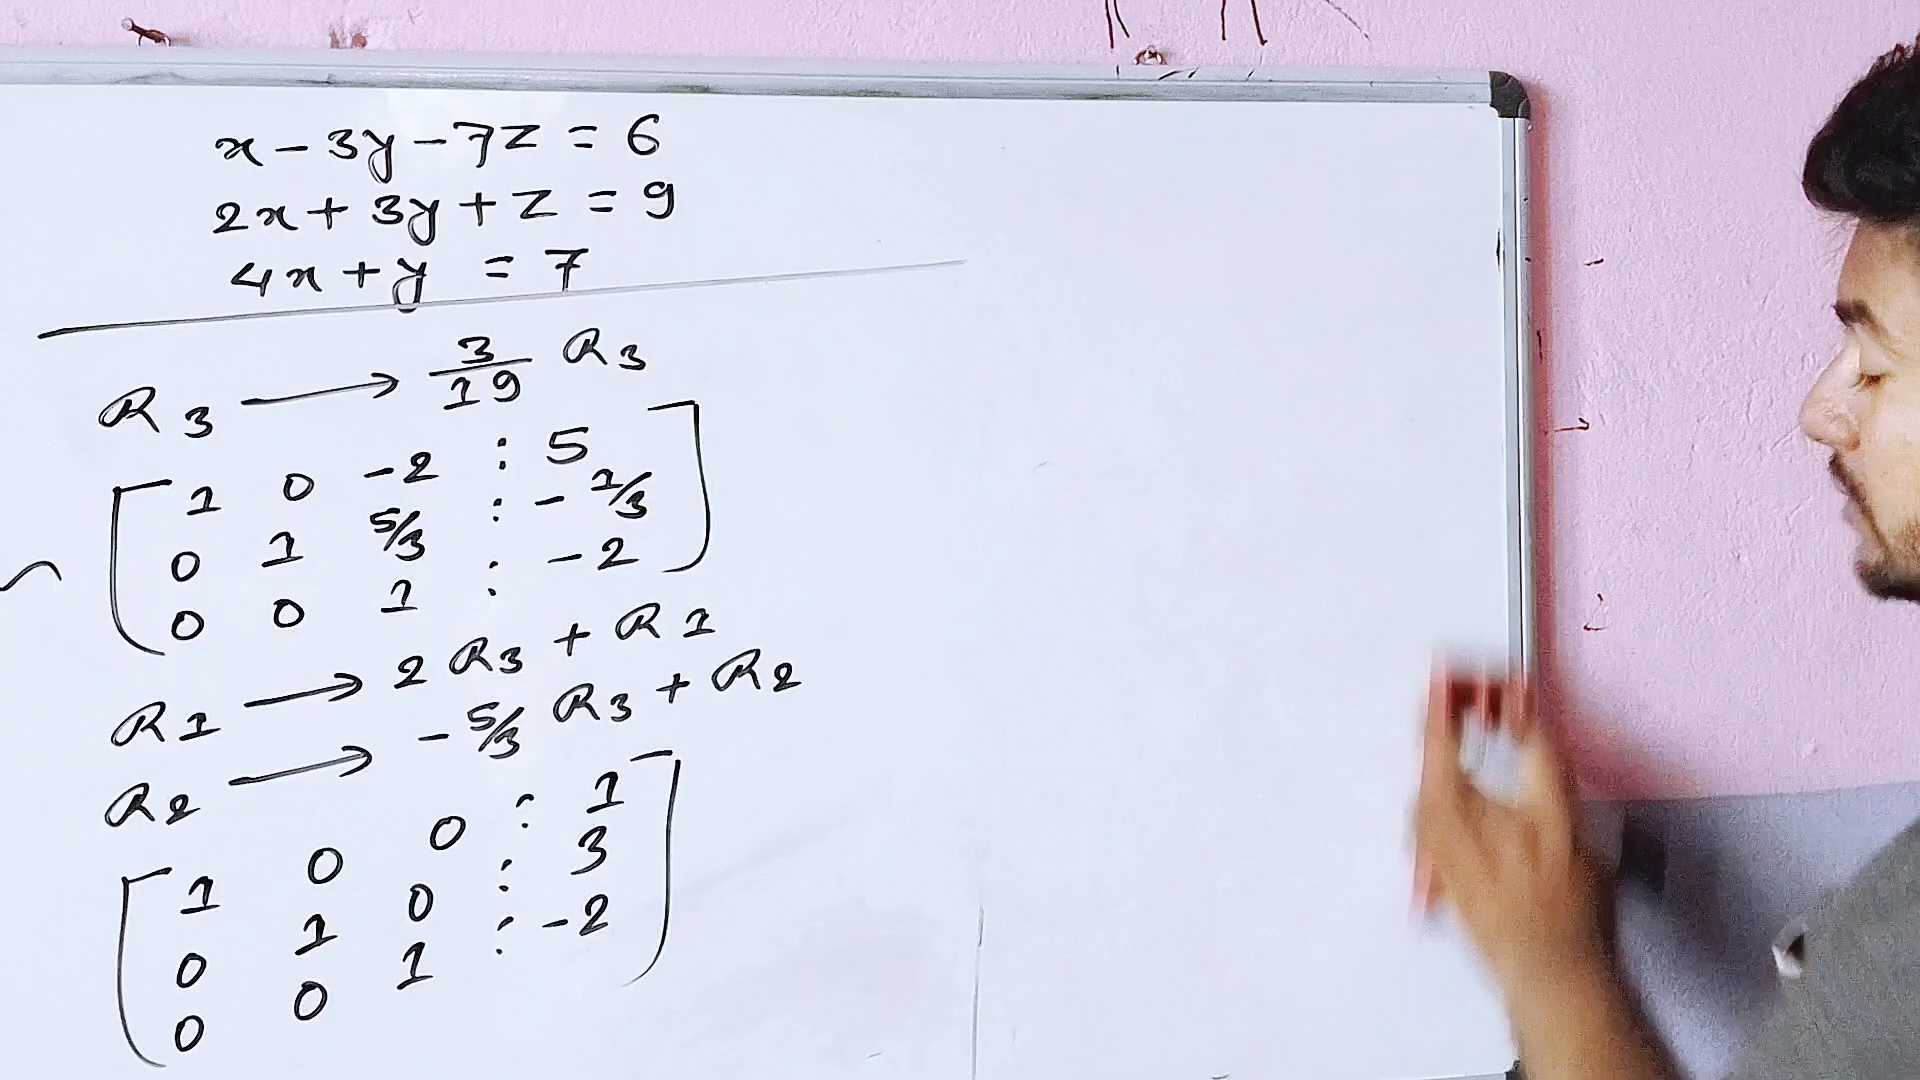 x - 3y - 7z = 6
2x + 3y + z = 9
4x + y = 7
R3 → 3/19 R3
~ [ 1 0 -2 : 5
0 1 5/3 : -1/3
0 0 1 : -2 ]
R1 → 2R3 + R1
R2 → -5/3 R3 + R2
[ 1 0 0 : 1
0 1 0 : 3
0 0 1 : -2 ]